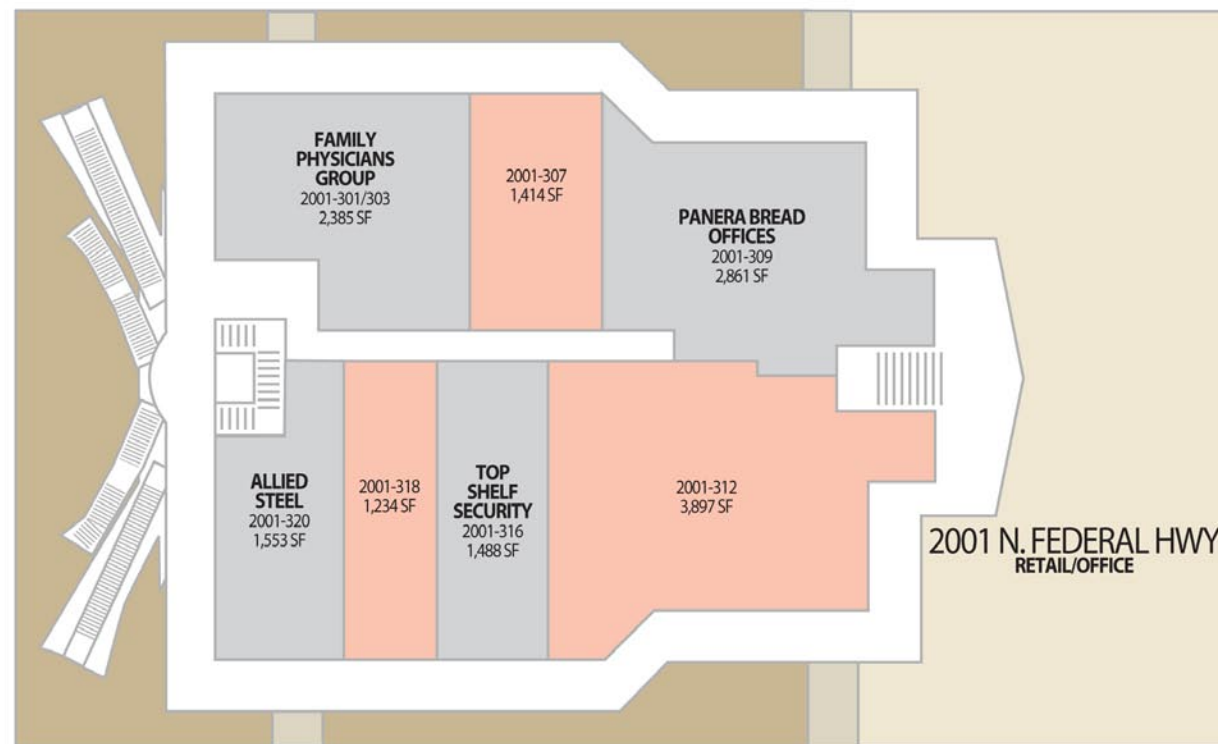 FAMILY
PHYSICIANS
GROUP
2001-301/303
2,385 SF
2001-307
1,414 SF
PANERA BREAD
OFFICES
2001-309
2,861 SF
ALLIED
STEEL
2001-320
1,553 SF
2001-318
1,234 SF
TOP
SHELF
SECURITY
2001-316
1,488 SF
2001-312
3,897 SF
2001 N. FEDERAL HWY
RETAIL/OFFICE